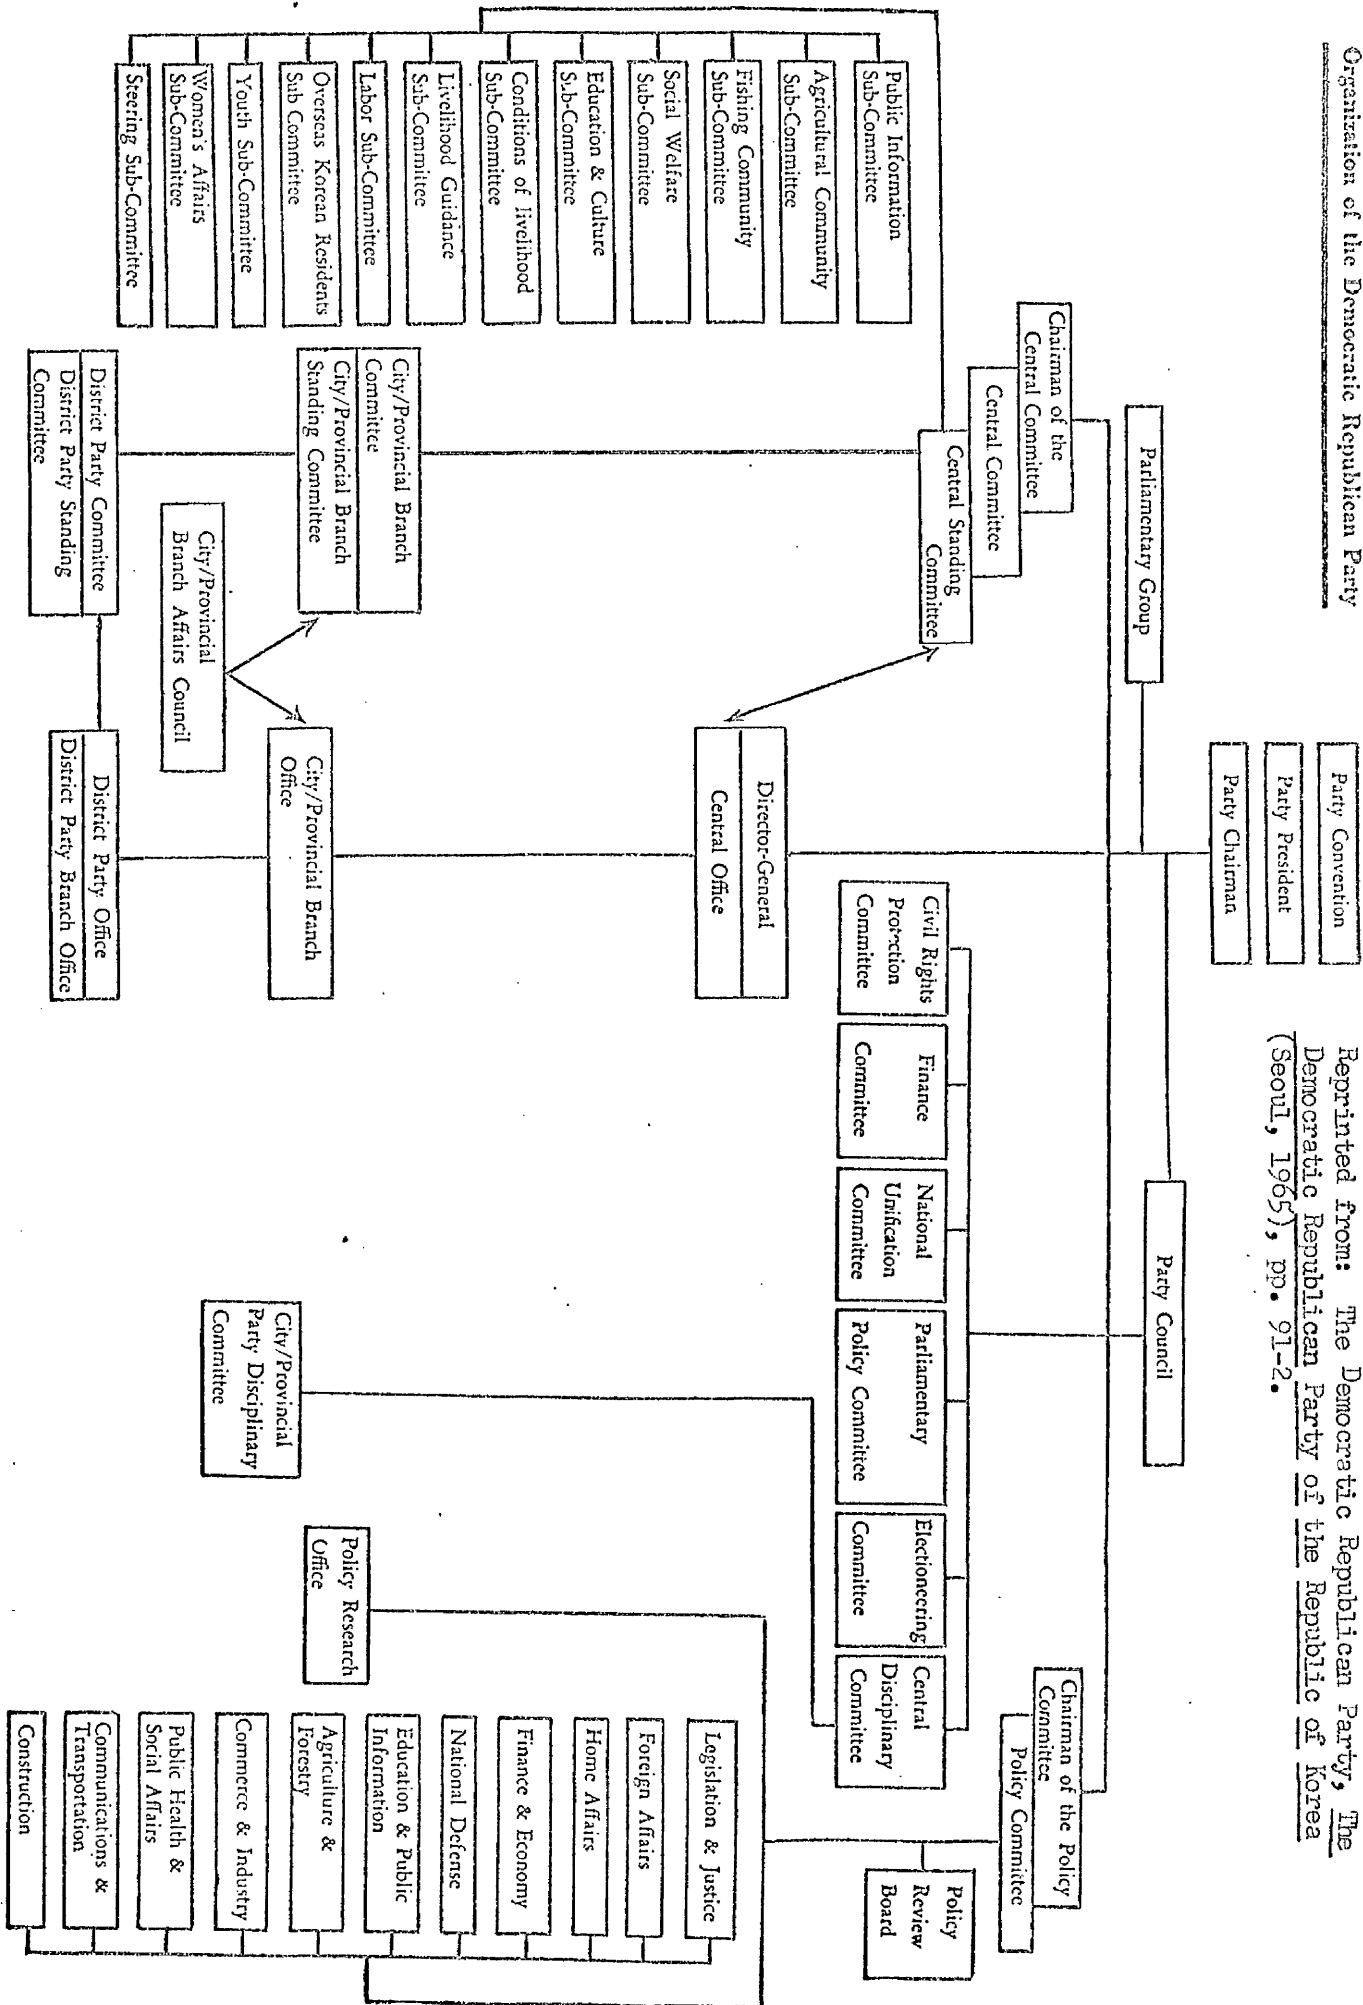 Organization of the Democratic Republican Party
Reprinted from: The Democratic Republican Party, The
Democratic Republican Party of the Republic of Korea
(Seoul, 1965), pp. 91-2.
Party Convention
Party President
Party Chairman
Parliamentary Group
Party Council
Chairman of the
Central Committee
Central Committee
Central Standing
Committee
Chairman of the Policy
Committee
Policy Committee
Policy
Review
Board
Public Information
Sub-Committee
Agricultural Community
Sub-Committee
Fishing Community
Sub-Committee
Social Welfare
Sub-Committee
Education & Culture
Sub-Committee
Conditions of livelihood
Sub-Committee
Livelihood Guidance
Sub-Committee
Labor Sub-Committee
Overseas Korean Residents
Sub Committee
Youth Sub-Committee
Women's Affairs
Sub-Committee
Steering Sub-Committee
Director-General
Central Office
Civil Rights
Protection
Committee
Finance
Committee
National
Unification
Committee
Parliamentary
Policy Committee
Electioneering
Committee
Central
Disciplinary
Committee
City/Provincial Branch
Committee
City/Provincial Branch
Standing Committee
City/Provincial Branch
Office
City/Provincial
Branch Affairs Council
City/Provincial
Party Disciplinary
Committee
Policy Research
Office
District Party Committee
District Party Standing
Committee
District Party Office
District Party Branch Office
Legislation & Justice
Foreign Affairs
Home Affairs
Finance & Economy
National Defense
Education & Public
Information
Agriculture &
Forestry
Commerce & Industry
Public Health &
Social Affairs
Communications &
Transportation
Construction